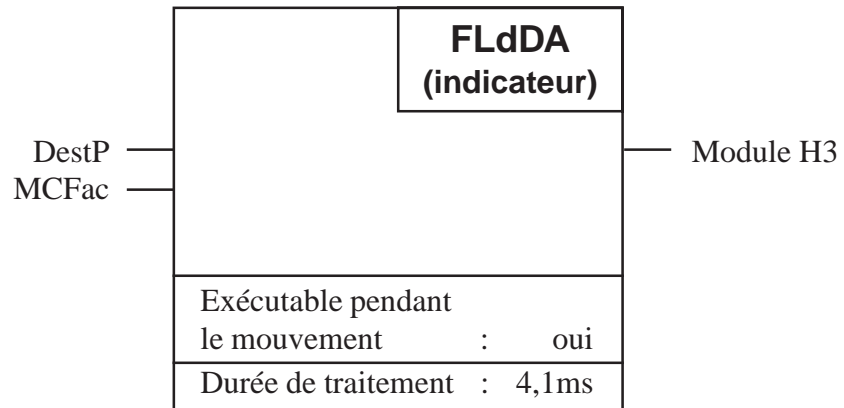 FLdDA
(indicateur)
DestP
Module H3
MCFac
Exécutable pendant
le mouvement : oui
Durée de traitement : 4,1ms